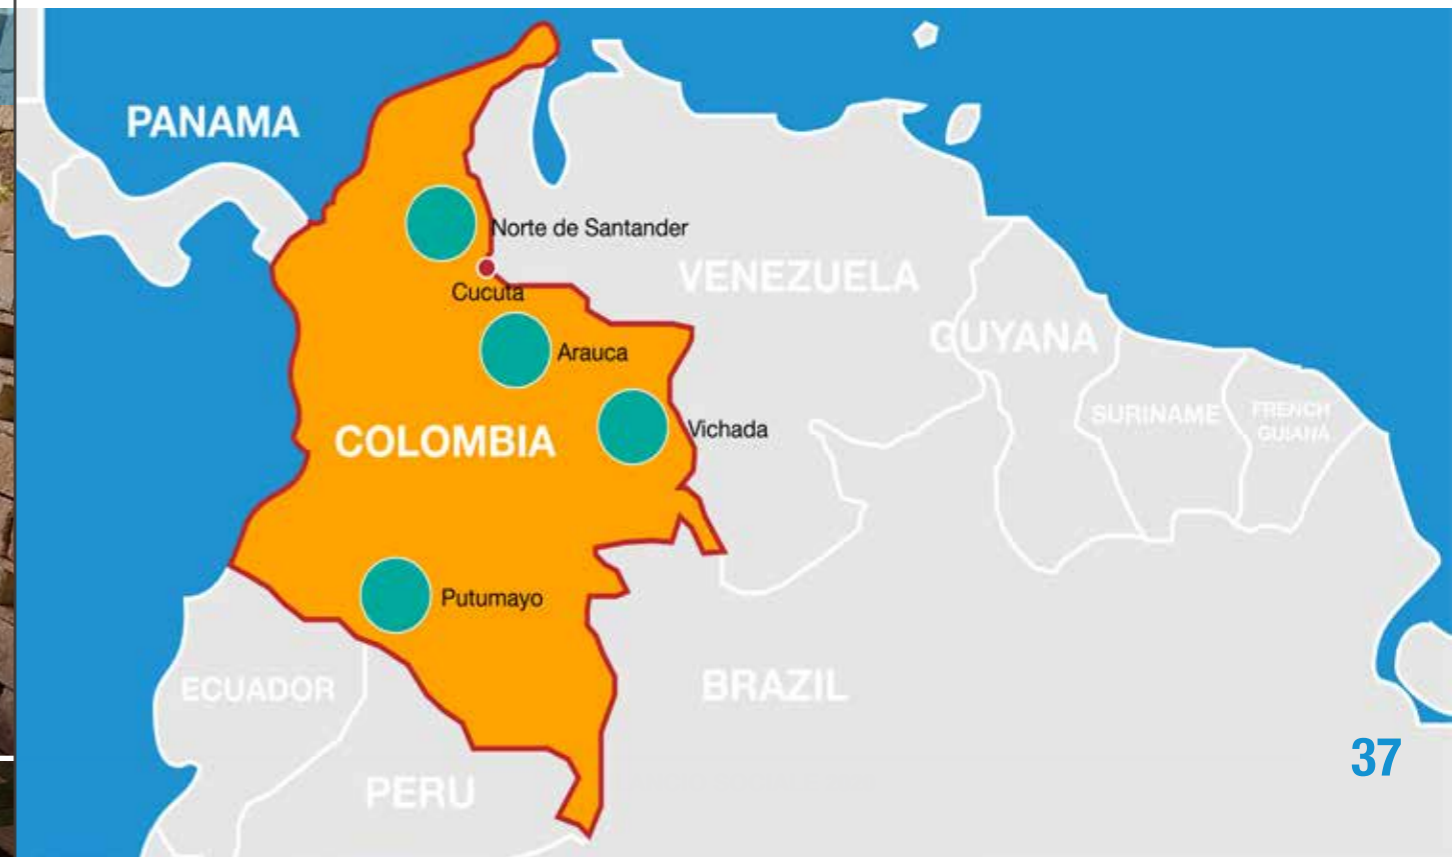 PANAMA
Norte de Santander
VENEZUELA
Cucuta
GUYANA
Arauca
SURINAME
FRENCH
GUIANA
COLOMBIA
Vichada
Putumayo
ECUADOR
BRAZIL
PERU
37